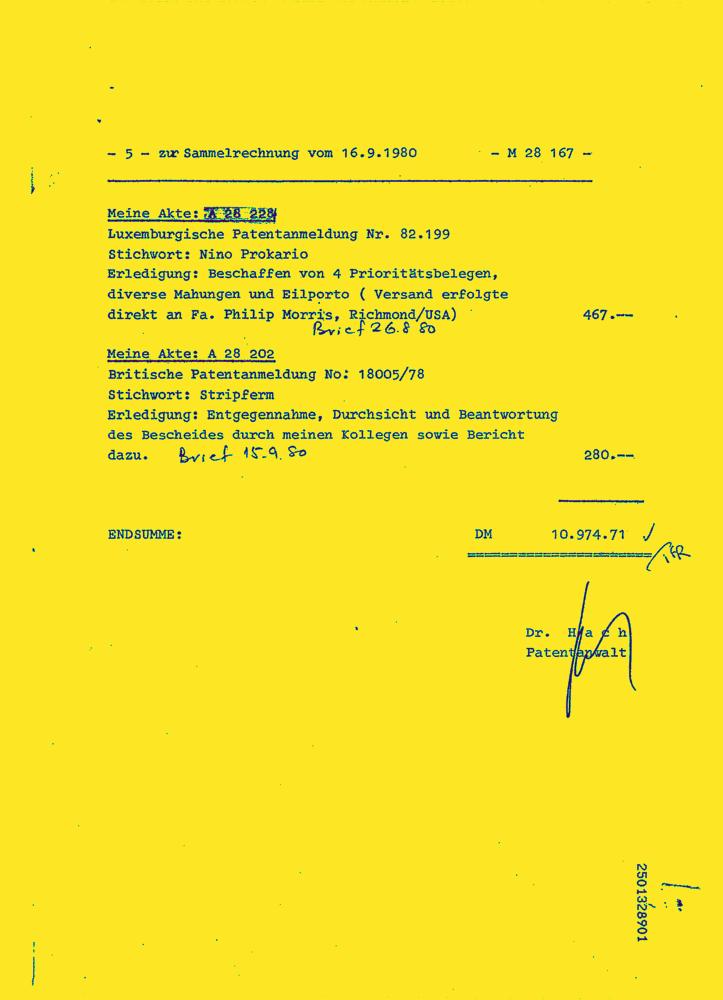 - 5 - zur Sammelrechnung vom 16.9.1980 - M 28 167 -
Meine Akte: A 28 228
Luxemburgische Patentanmeldung Nr. 82.199
Stichwort: Nino Prokario
Erledigung: Beschaffen von 4 Prioritätsbelegen,
diverse Mahungen und Eilporto ( Versand erfolgte
direkt an Fa. Philip Morris, Richmond/USA) 467.--
Brief 26.8 80
Meine Akte: A 28 202
Britische Patentanmeldung No: 18005/78
Stichwort: Stripferm
Erledigung: Entgegennahme, Durchsicht und Beantwortung
des Bescheides durch meinen Kollegen sowie Bericht
dazu. Brief 15.9.80 280.--
ENDSUMME: DM 10.974.71
Dr. H a c h
Patentanwalt
2501328901